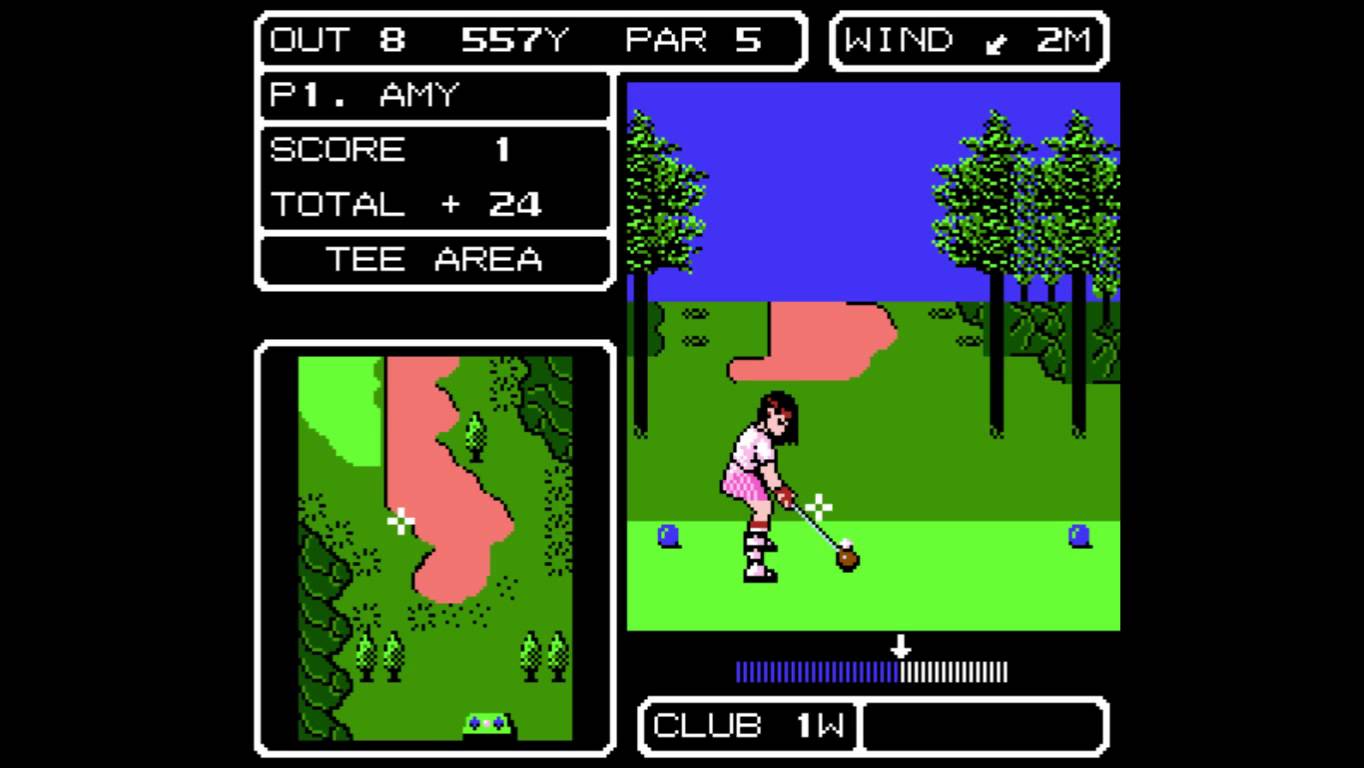 OUT 8 557Y PAR 5
WIND ↙ 2M
P1. AMY
SCORE 1
TOTAL + 24
TEE AREA
CLUB 1W